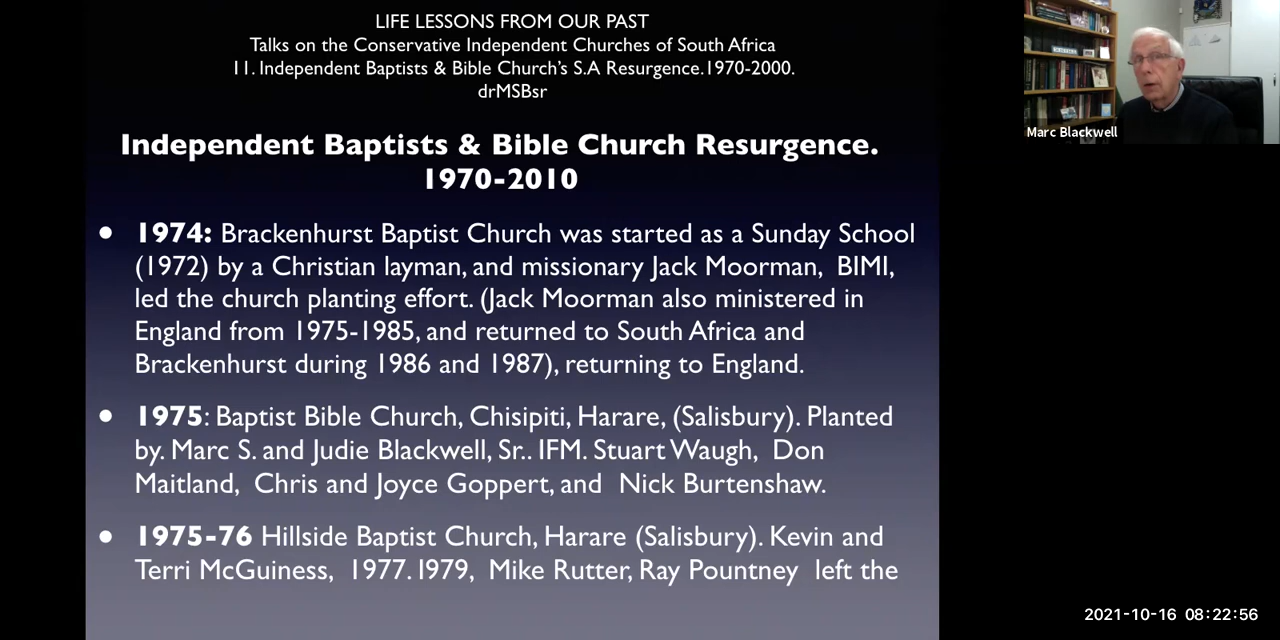 LIFE LESSONS FROM OUR PAST
Talks on the Conservative Independent Churches of South Africa
11. Independent Baptists & Bible Church's S.A Resurgence.1970-2000.
drMSBsr
Independent Baptists & Bible Church Resurgence.
1970-2010
• 1974: Brackenhurst Baptist Church was started as a Sunday School
(1972) by a Christian layman, and missionary Jack Moorman, BIMI,
led the church planting effort. (Jack Moorman also ministered in
England from 1975-1985, and returned to South Africa and
Brackenhurst during 1986 and 1987), returning to England.
• 1975: Baptist Bible Church, Chisipiti, Harare, (Salisbury). Planted
by. Marc S. and Judie Blackwell, Sr.. IFM. Stuart Waugh, Don
Maitland, Chris and Joyce Goppert, and Nick Burtenshaw.
• 1975-76 Hillside Baptist Church, Harare (Salisbury). Kevin and
Terri McGuiness, 1977. 1979, Mike Rutter, Ray Pountney left the
Marc Blackwell
2021-10-16 08:22:56